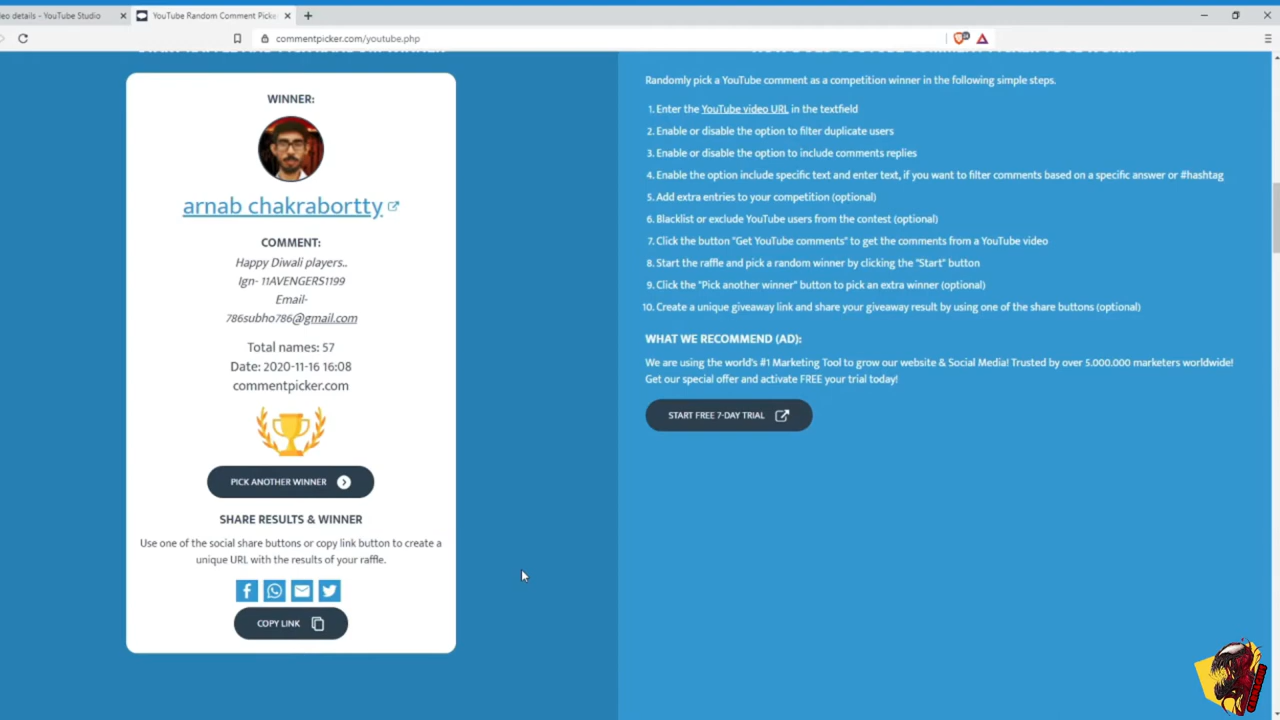 eo details - YouTube Studio
YouTube Random Comment Picke
commentpicker.com/youtube.php
WINNER:
arnab chakrabortty
COMMENT:
Happy Diwali players..
Ign- 11AVENGERS1199
Email-
786subho786@gmail.com
Total names: 57
Date: 2020-11-16 16:08
commentpicker.com
PICK ANOTHER WINNER
SHARE RESULTS & WINNER
Use one of the social share buttons or copy link button to create a
unique URL with the results of your raffle.
COPY LINK
Randomly pick a YouTube comment as a competition winner in the following simple steps.
1. Enter the YouTube video URL in the textfield
2. Enable or disable the option to filter duplicate users
3. Enable or disable the option to include comments replies
4. Enable the option include specific text and enter text, if you want to filter comments based on a specific answer or #hashtag
5. Add extra entries to your competition (optional)
6. Blacklist or exclude YouTube users from the contest (optional)
7. Click the button "Get YouTube comments" to get the comments from a YouTube video
8. Start the raffle and pick a random winner by clicking the "Start" button
9. Click the "Pick another winner" button to pick an extra winner (optional)
10. Create a unique giveaway link and share your giveaway result by using one of the share buttons (optional)
WHAT WE RECOMMEND (AD):
We are using the world's #1 Marketing Tool to grow our website & Social Media! Trusted by over 5.000.000 marketers worldwide!
Get our special offer and activate FREE your trial today!
START FREE 7-DAY TRIAL